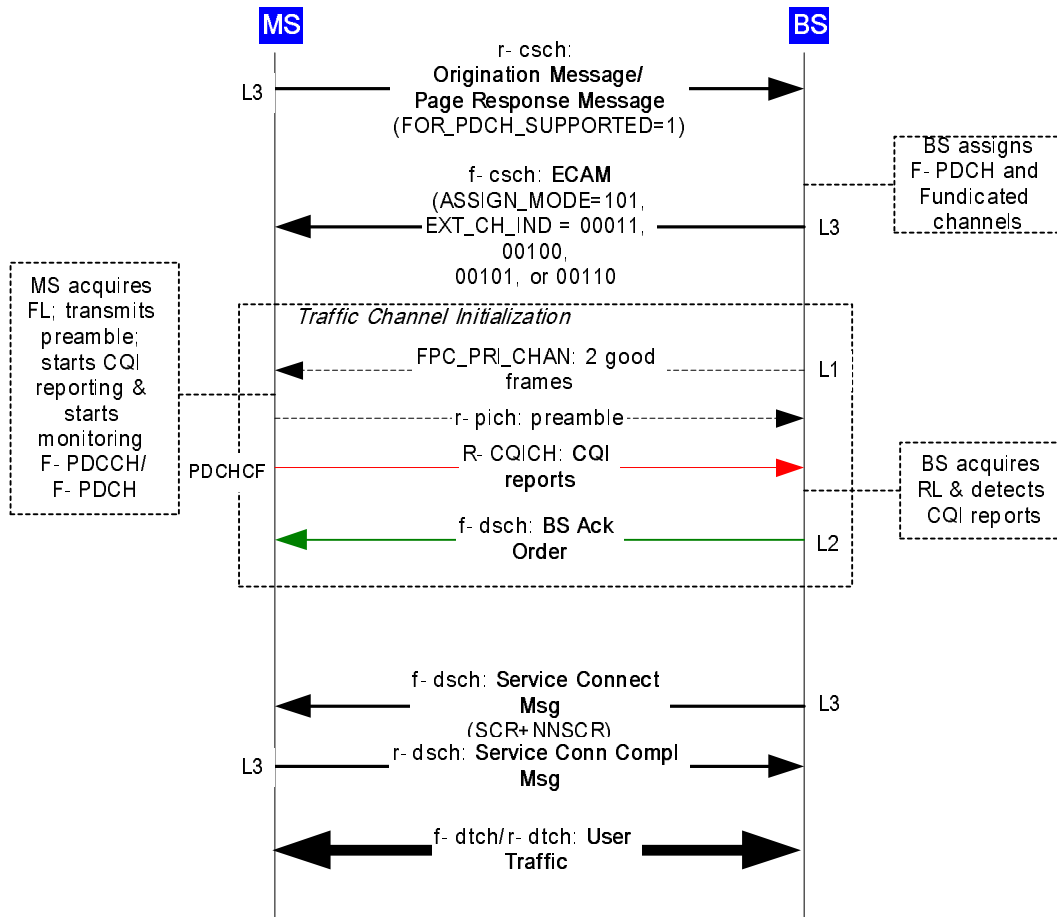 MS
BS
r- csch:
Origination Message/
Page Response Message
(FOR_PDCH_SUPPORTED=1)
L3
BS assigns
F- PDCH and
Fundicated
channels
f- csch: ECAM
(ASSIGN_MODE=101,
EXT_CH_IND = 00011,
00100,
00101, or 00110
L3
MS acquires
FL; transmits
preamble;
starts CQI
reporting &
starts
monitoring
F- PDCCH/
F- PDCH
Traffic Channel Initialization
FPC_PRI_CHAN: 2 good
frames
L1
r- pich: preamble
R- CQICH: CQI
reports
PDCHCF
BS acquires
RL & detects
CQI reports
f- dsch: BS Ack
Order
L2
f- dsch: Service Connect
Msg
(SCR+NNSCR)
L3
r- dsch: Service Conn Compl
Msg
L3
f- dtch/r- dtch: User
Traffic